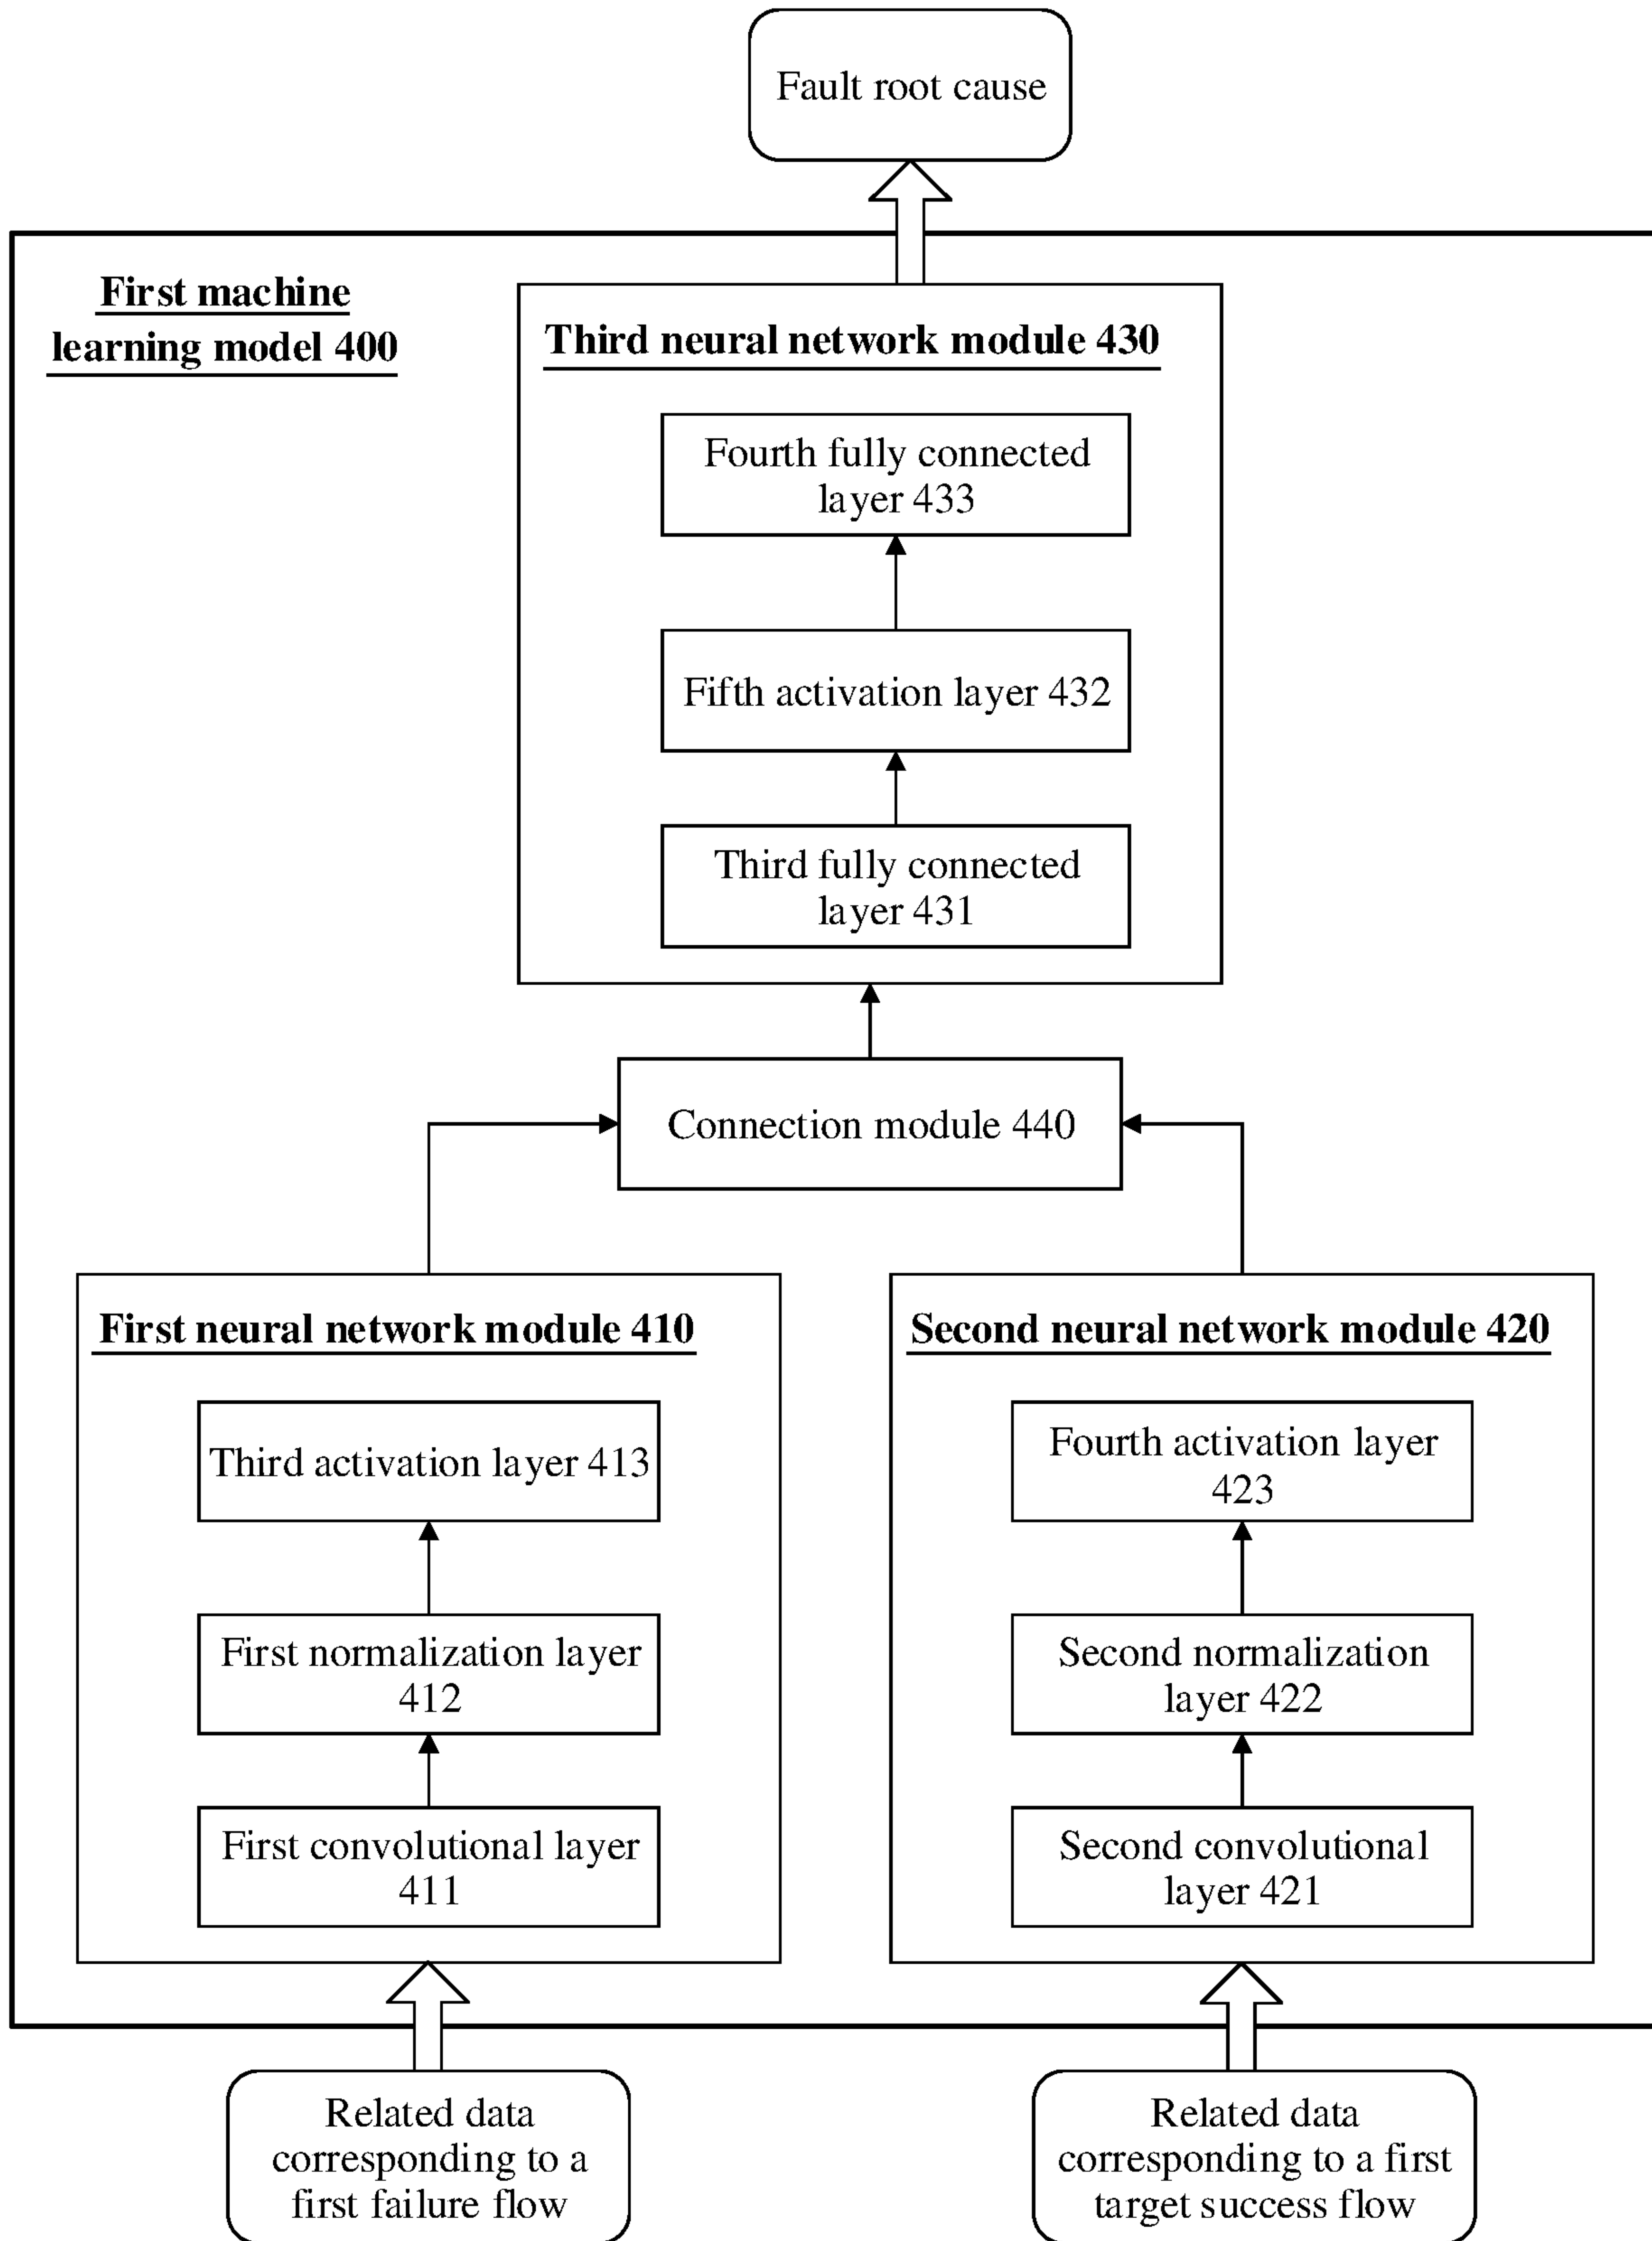 Fault root cause
First machine
learning model 400
Third neural network module 430
Fourth fully connected
layer 433
Fifth activation layer 432
Third fully connected
layer 431
Connection module 440
First neural network module 410
Third activation layer 413
First normalization layer
412
First convolutional layer
411
Second neural network module 420
Fourth activation layer
423
Second normalization
layer 422
Second convolutional
layer 421
Related data
corresponding to a
first failure flow
Related data
corresponding to a first
target success flow